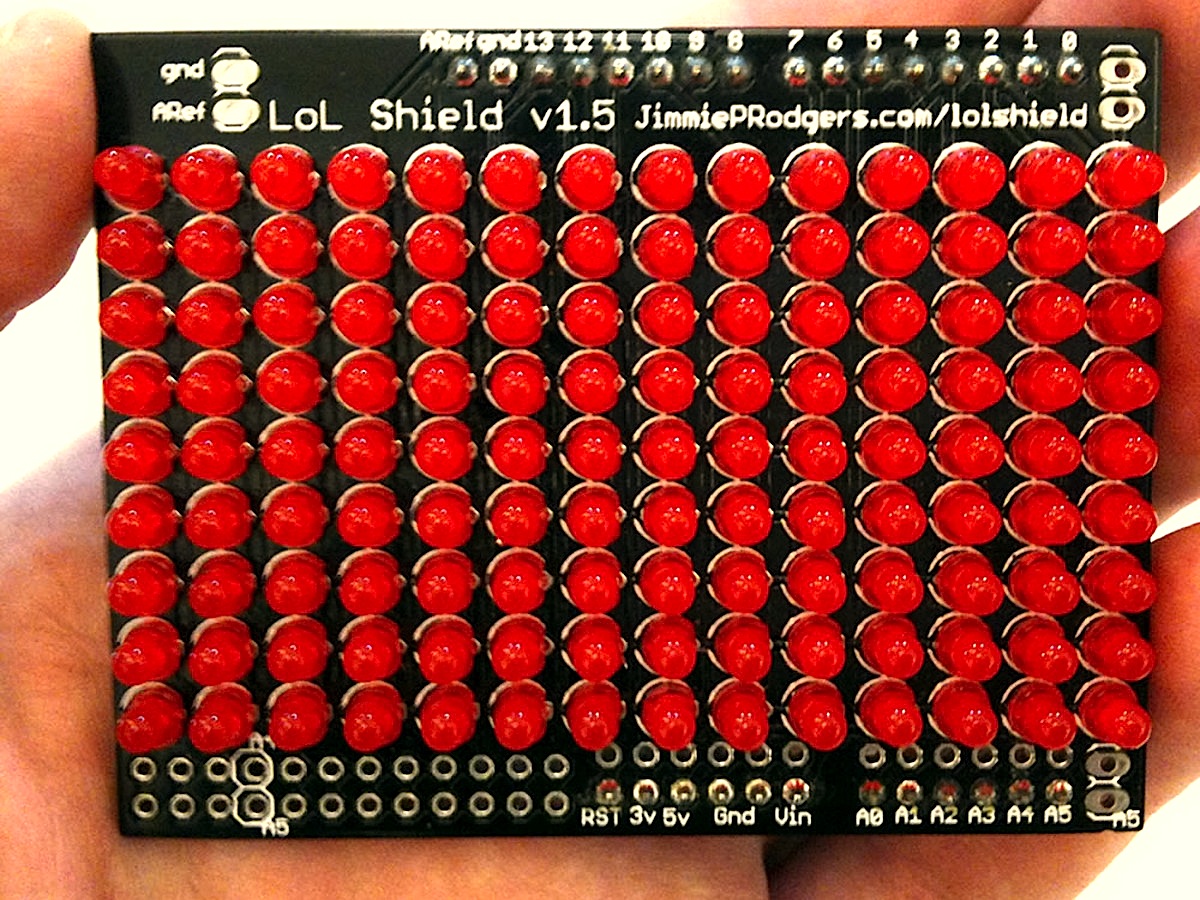 ARef gnd 13 12 11 10 9 8 7 6 5 4 3 2 1 0
gnd
ARef
LoL Shield v1.5 JimmiePRodgers.com/lolshield
RST 3v 5v Gnd Vin A0 A1 A2 A3 A4 A5
A5 A5